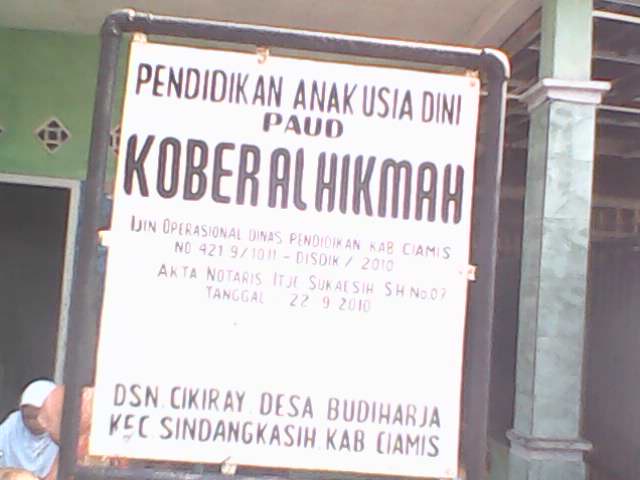 PENDIDIKAN ANAK USIA DINI
PAUD
KOBER AL HIKMAH
IJIN OPERASIONAL DINAS PENDIDIKAN KAB CIAMIS
NO 421 9/1011 - DISDIK / 2010
AKTA NOTARIS ITJE SUKAESIH SH NO.07
TANGGAL 22 9 2010
DSN. CIKIRAY. DESA BUDIHARJA
KEC SINDANGKASIH. KAB CIAMIS